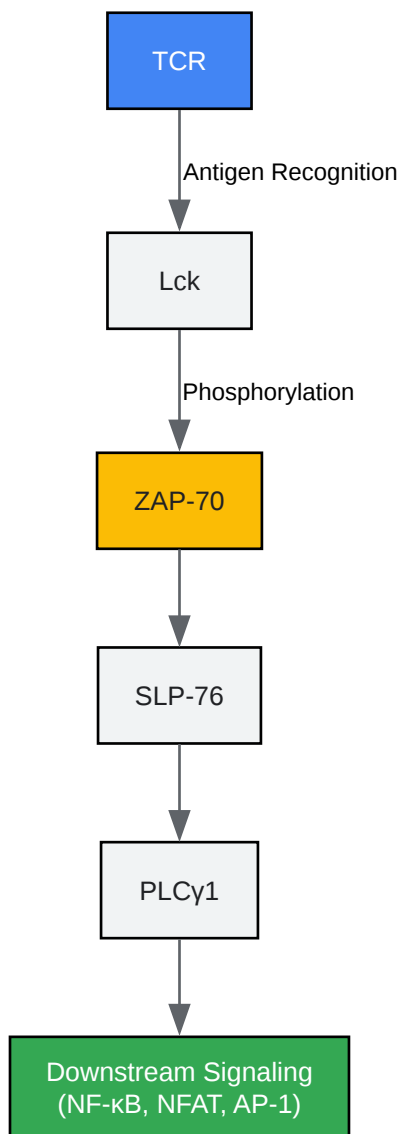 TCR
Antigen Recognition
Lck
Phosphorylation
ZAP-70
SLP-76
PLCγ1
Downstream Signaling
(NF-κB, NFAT, AP-1)